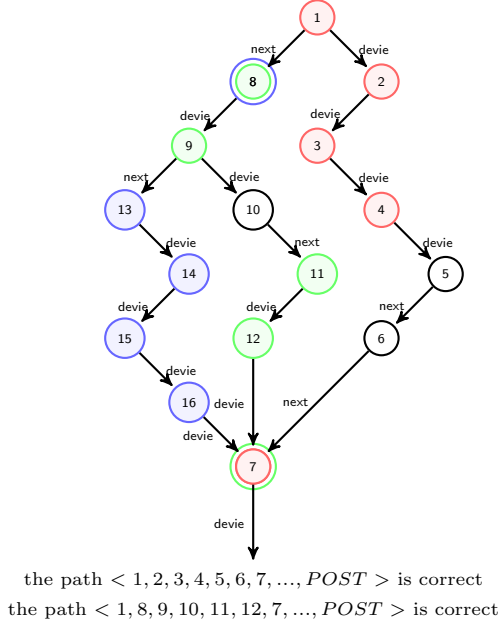 1
next
devie
8
2
devie
devie
9
3
next
devie
devie
13
10
4
devie
next
devie
14
11
5
devie
devie
next
15
12
6
devie
16
devie
next
devie
7
devie
the path < 1, 2, 3, 4, 5, 6, 7, ..., POST > is correct
the path < 1, 8, 9, 10, 11, 12, 7, ..., POST > is correct